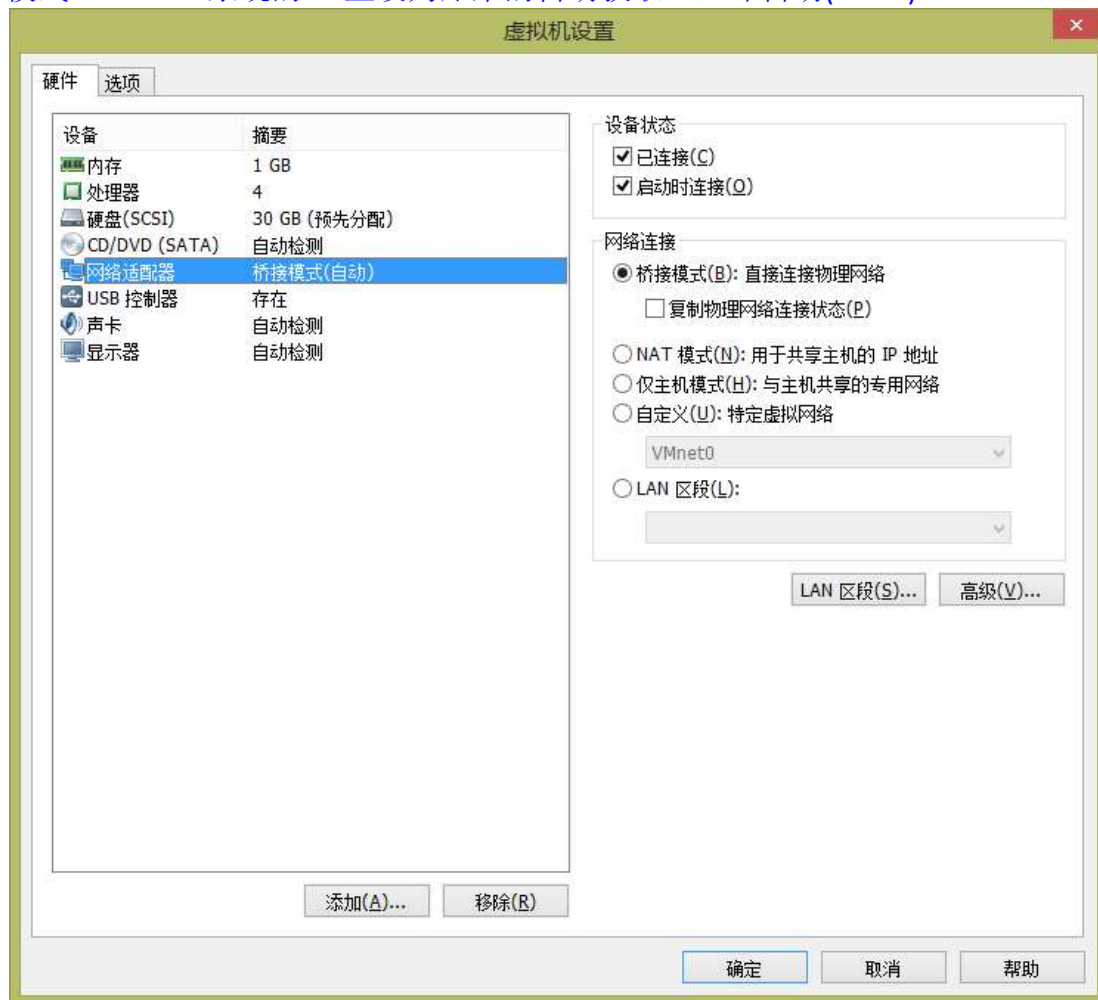 虚拟机设置
硬件 选项
设备 摘要
内存 1 GB
处理器 4
硬盘(SCSI) 30 GB (预先分配)
CD/DVD (SATA) 自动检测
网络适配器 桥接模式(自动)
USB 控制器 存在
声卡 自动检测
显示器 自动检测
添加(A)... 移除(R)
设备状态
已连接(C)
启动时连接(O)
网络连接
桥接模式(B): 直接连接物理网络
复制物理网络连接状态(P)
NAT 模式(N): 用于共享主机的 IP 地址
仅主机模式(H): 与主机共享的专用网络
自定义(U): 特定虚拟网络
VMnet0
LAN 区段(L):
LAN 区段(S)... 高级(V)...
确定 取消 帮助